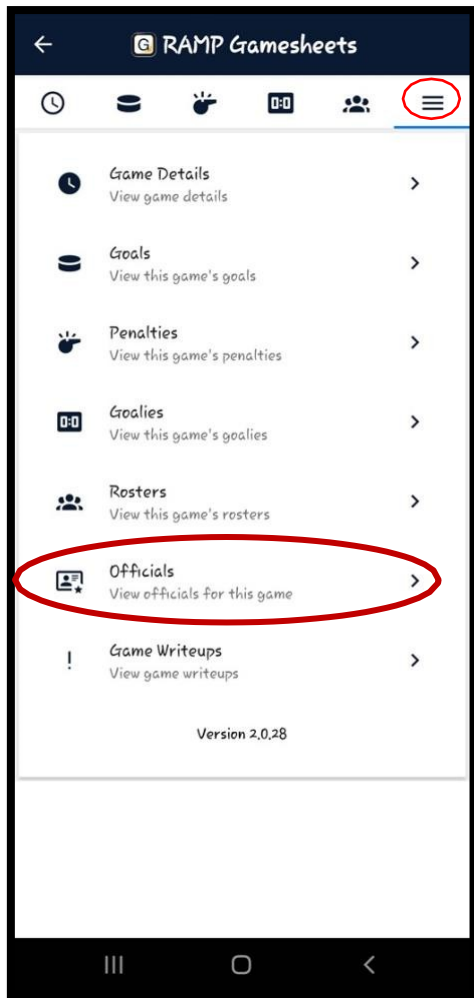 G RAMP Gamesheets
0:0
Game Details
View game details
Goals
View this game's goals
Penalties
View this game's penalties
0:0
Goalies
View this game's goalies
Rosters
View this game's rosters
Officials
View officials for this game
Game Writeups
View game writeups
Version 2.0.28